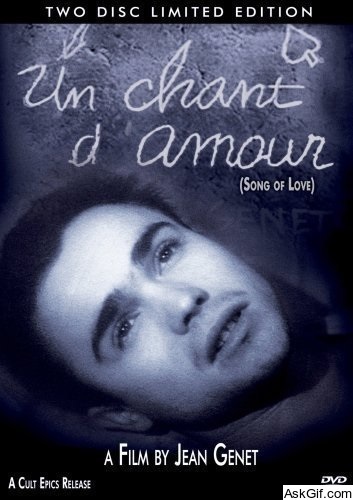 TWO DISC LIMITED EDITION
Un chant
d amour
(SONG OF LOVE)
GENET
A FILM BY JEAN GENET
A CULT EPICS RELEASE
DVD
AskGif.com